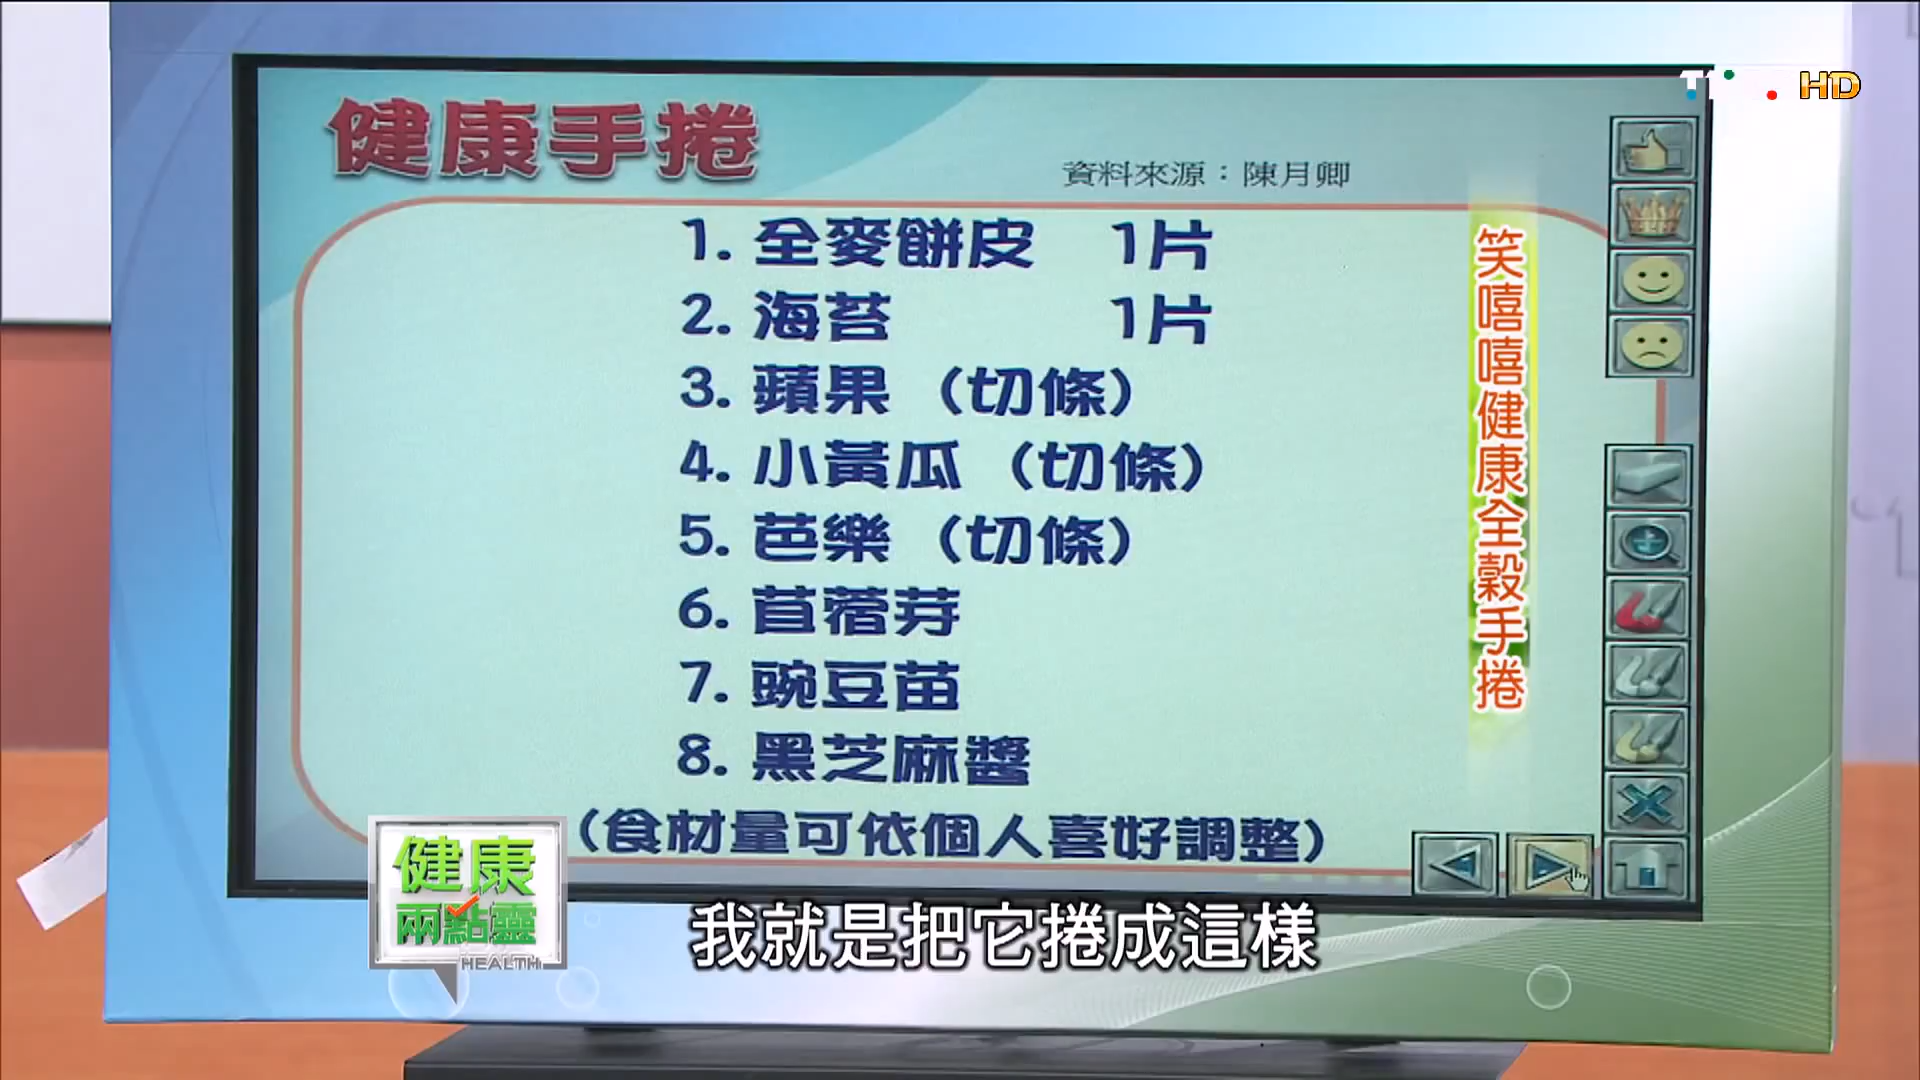 HD
健康手捲
資料來源：陳月卿
1. 全麥餅皮 1片
2. 海苔 1片
3. 蘋果（切條）
4. 小黃瓜（切條）
5. 芭樂（切條）
6. 苜蓿芽
7. 豌豆苗
8. 黑芝麻醬
（食材量可依個人喜好調整）
笑嘻嘻健康全穀手捲
健康
兩點靈
HEALTH
我就是把它捲成這樣